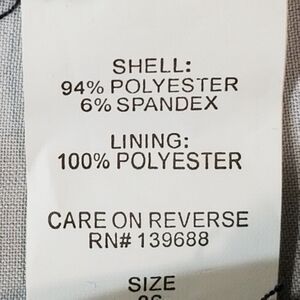 SHELL:
94% POLYESTER
6% SPANDEX
LINING:
100% POLYESTER
CARE ON REVERSE
RN# 139688
SIZE